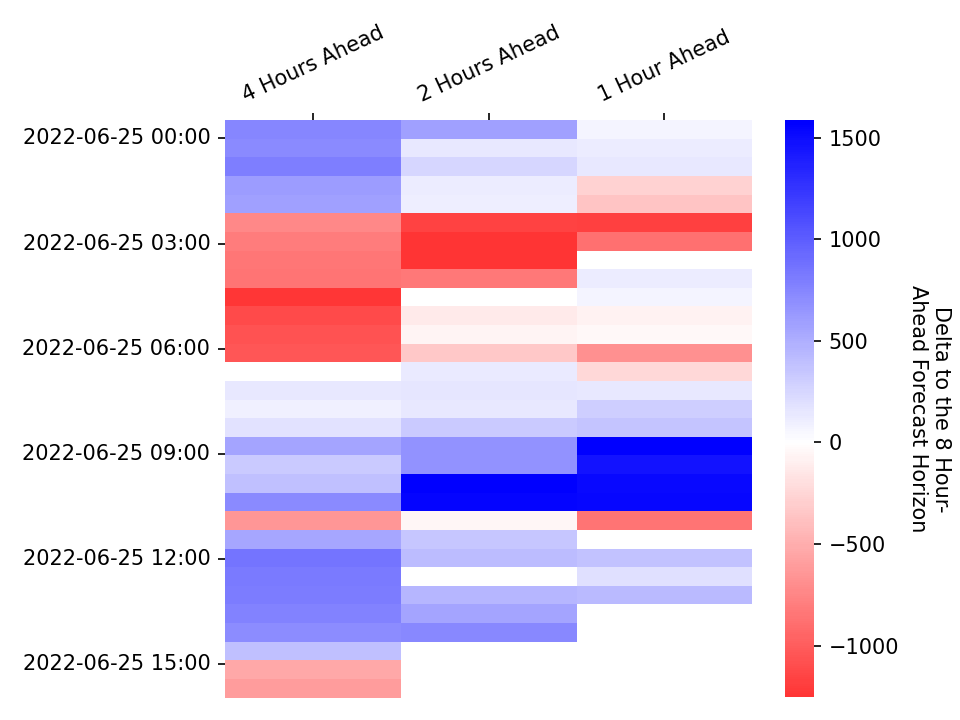 4 Hours Ahead
2 Hours Ahead
1 Hour Ahead
2022-06-25 00:00
2022-06-25 03:00
2022-06-25 06:00
2022-06-25 09:00
2022-06-25 12:00
2022-06-25 15:00
1500
1000
500
0
−500
−1000
Delta to the 8 Hour-
Ahead Forecast Horizon